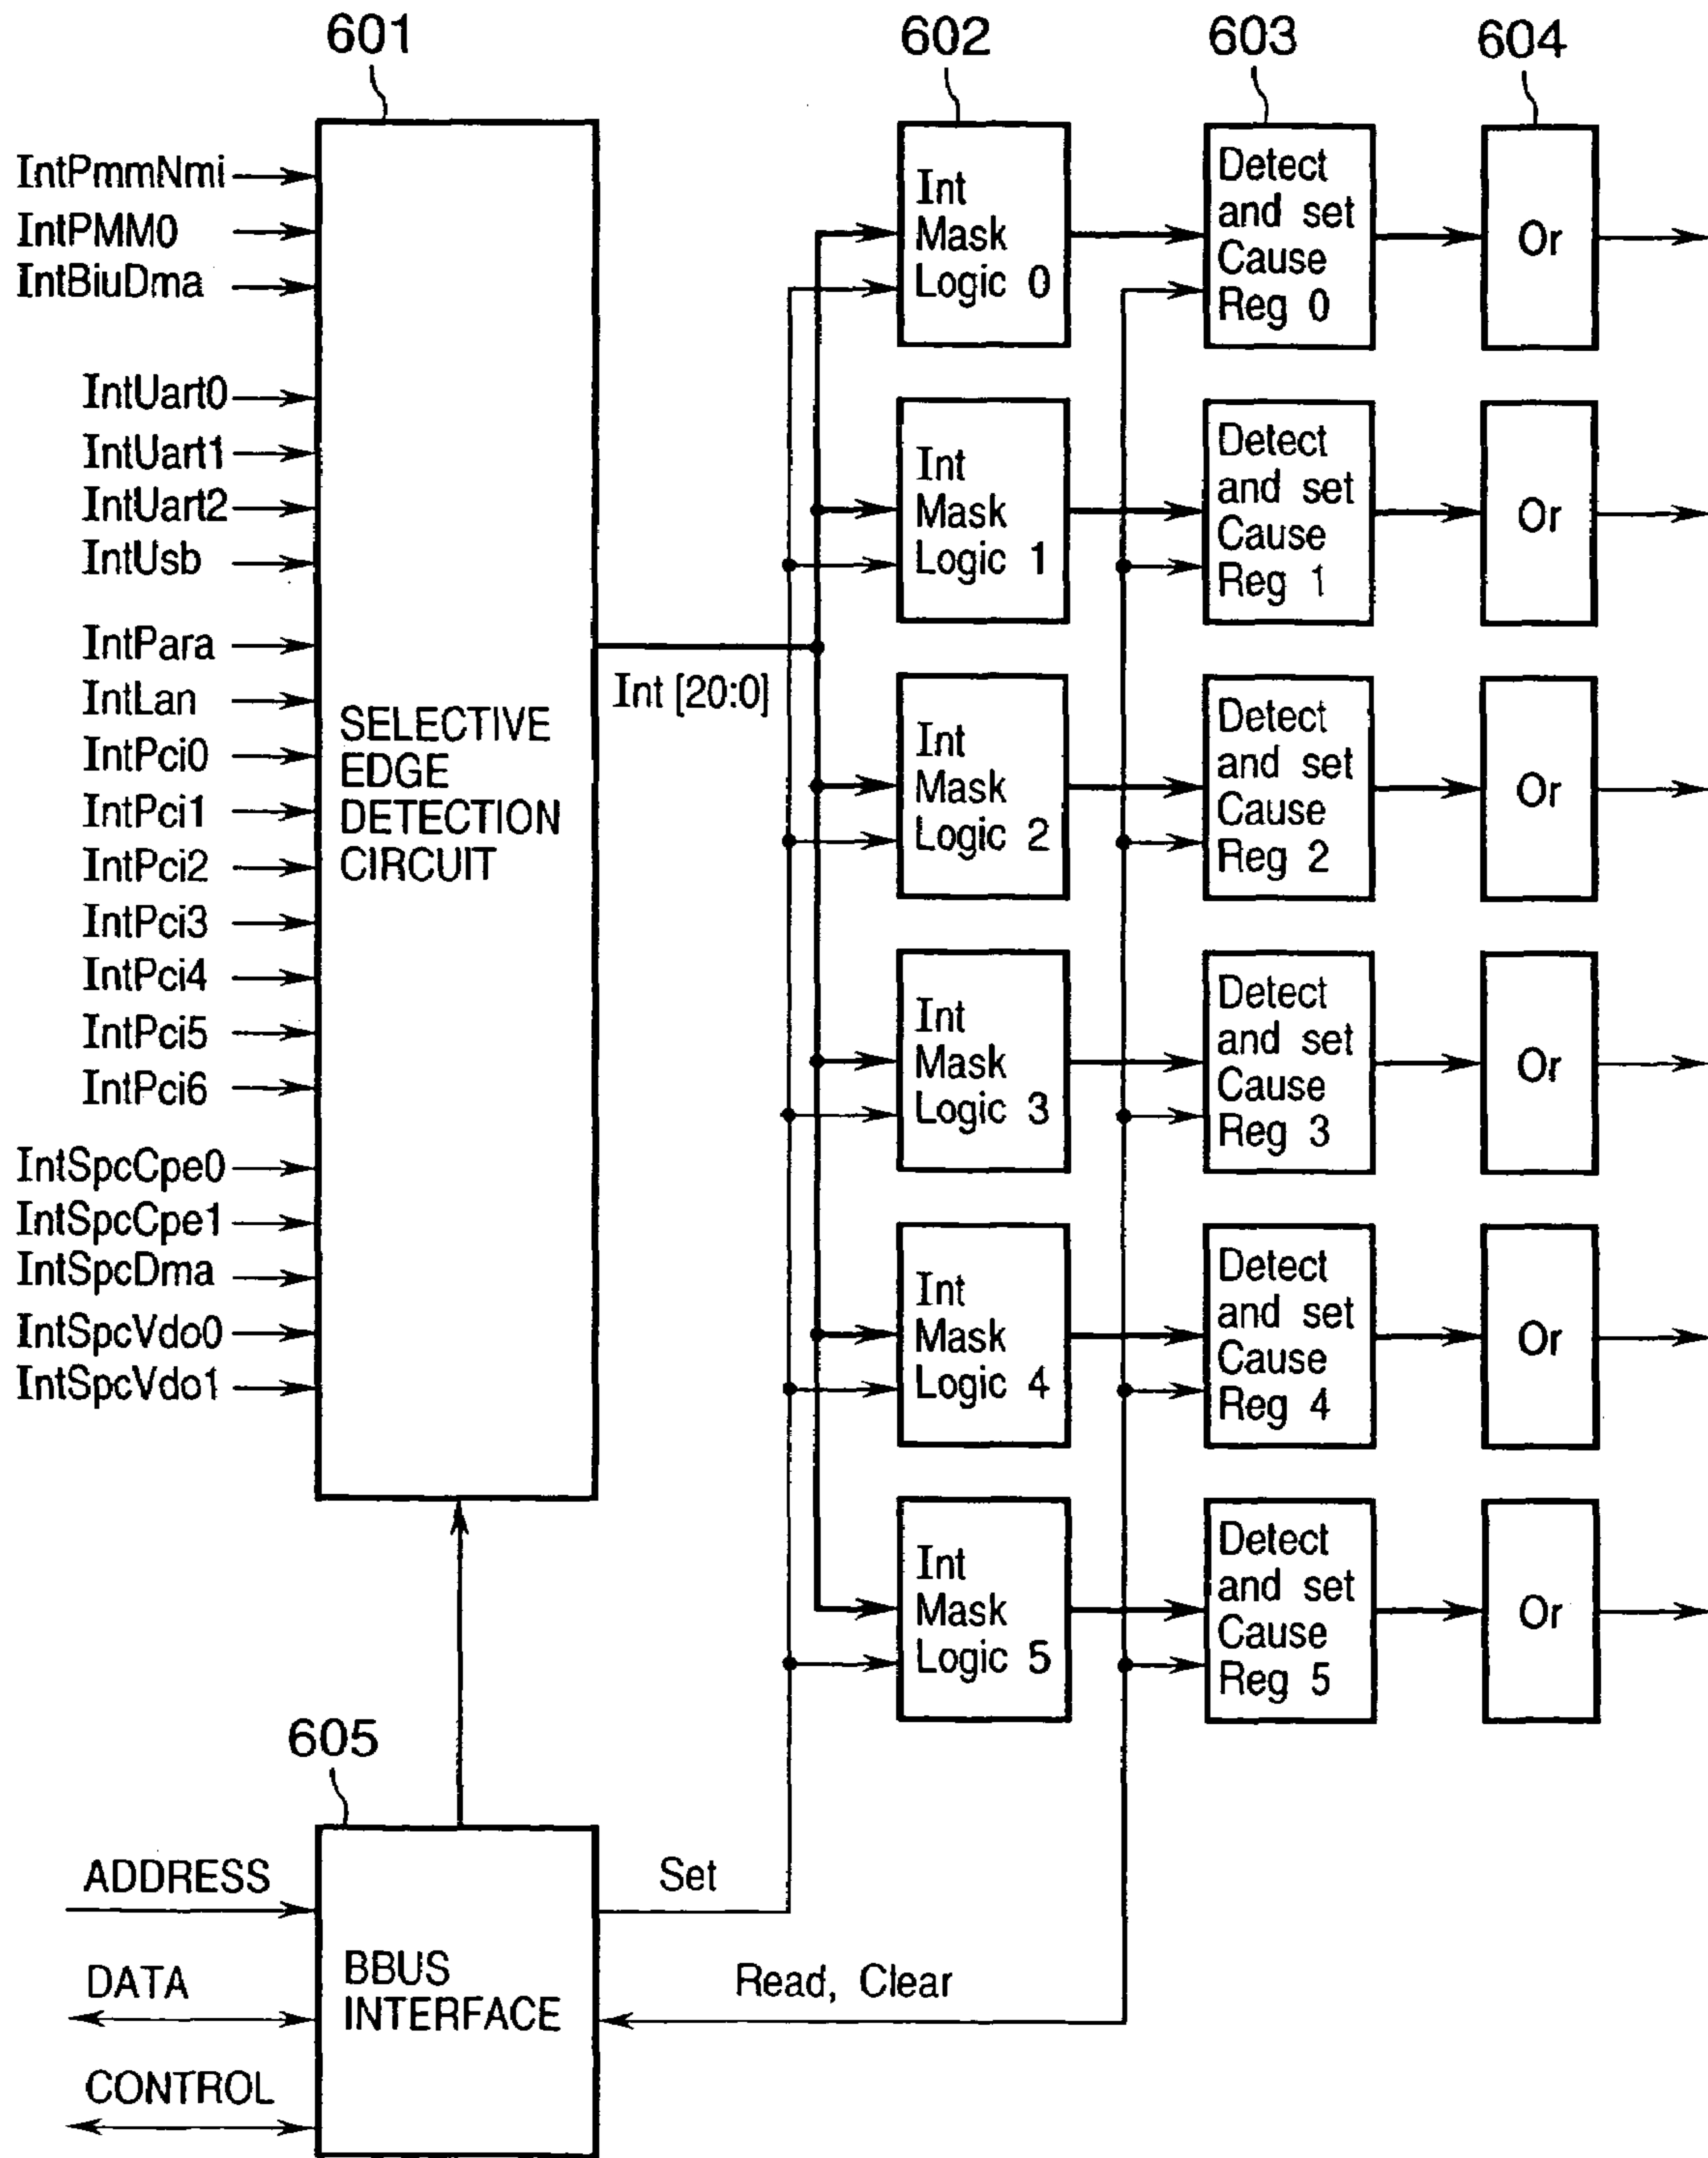 601
602
603
604
IntPmmNmi
IntPMM0
IntBiuDma
IntUart0
IntUart1
IntUart2
IntUsb
IntPara
IntLan
IntPci0
IntPci1
IntPci2
IntPci3
IntPci4
IntPci5
IntPci6
IntSpcCpe0
IntSpcCpe1
IntSpcDma
IntSpcVdo0
IntSpcVdo1
SELECTIVE
EDGE
DETECTION
CIRCUIT
Int [20:0]
Int
Mask
Logic 0
Detect
and set
Cause
Reg 0
Or
Int
Mask
Logic 1
Detect
and set
Cause
Reg 1
Or
Int
Mask
Logic 2
Detect
and set
Cause
Reg 2
Or
Int
Mask
Logic 3
Detect
and set
Cause
Reg 3
Or
Int
Mask
Logic 4
Detect
and set
Cause
Reg 4
Or
Int
Mask
Logic 5
Detect
and set
Cause
Reg 5
Or
605
ADDRESS
DATA
CONTROL
BBUS
INTERFACE
Set
Read, Clear